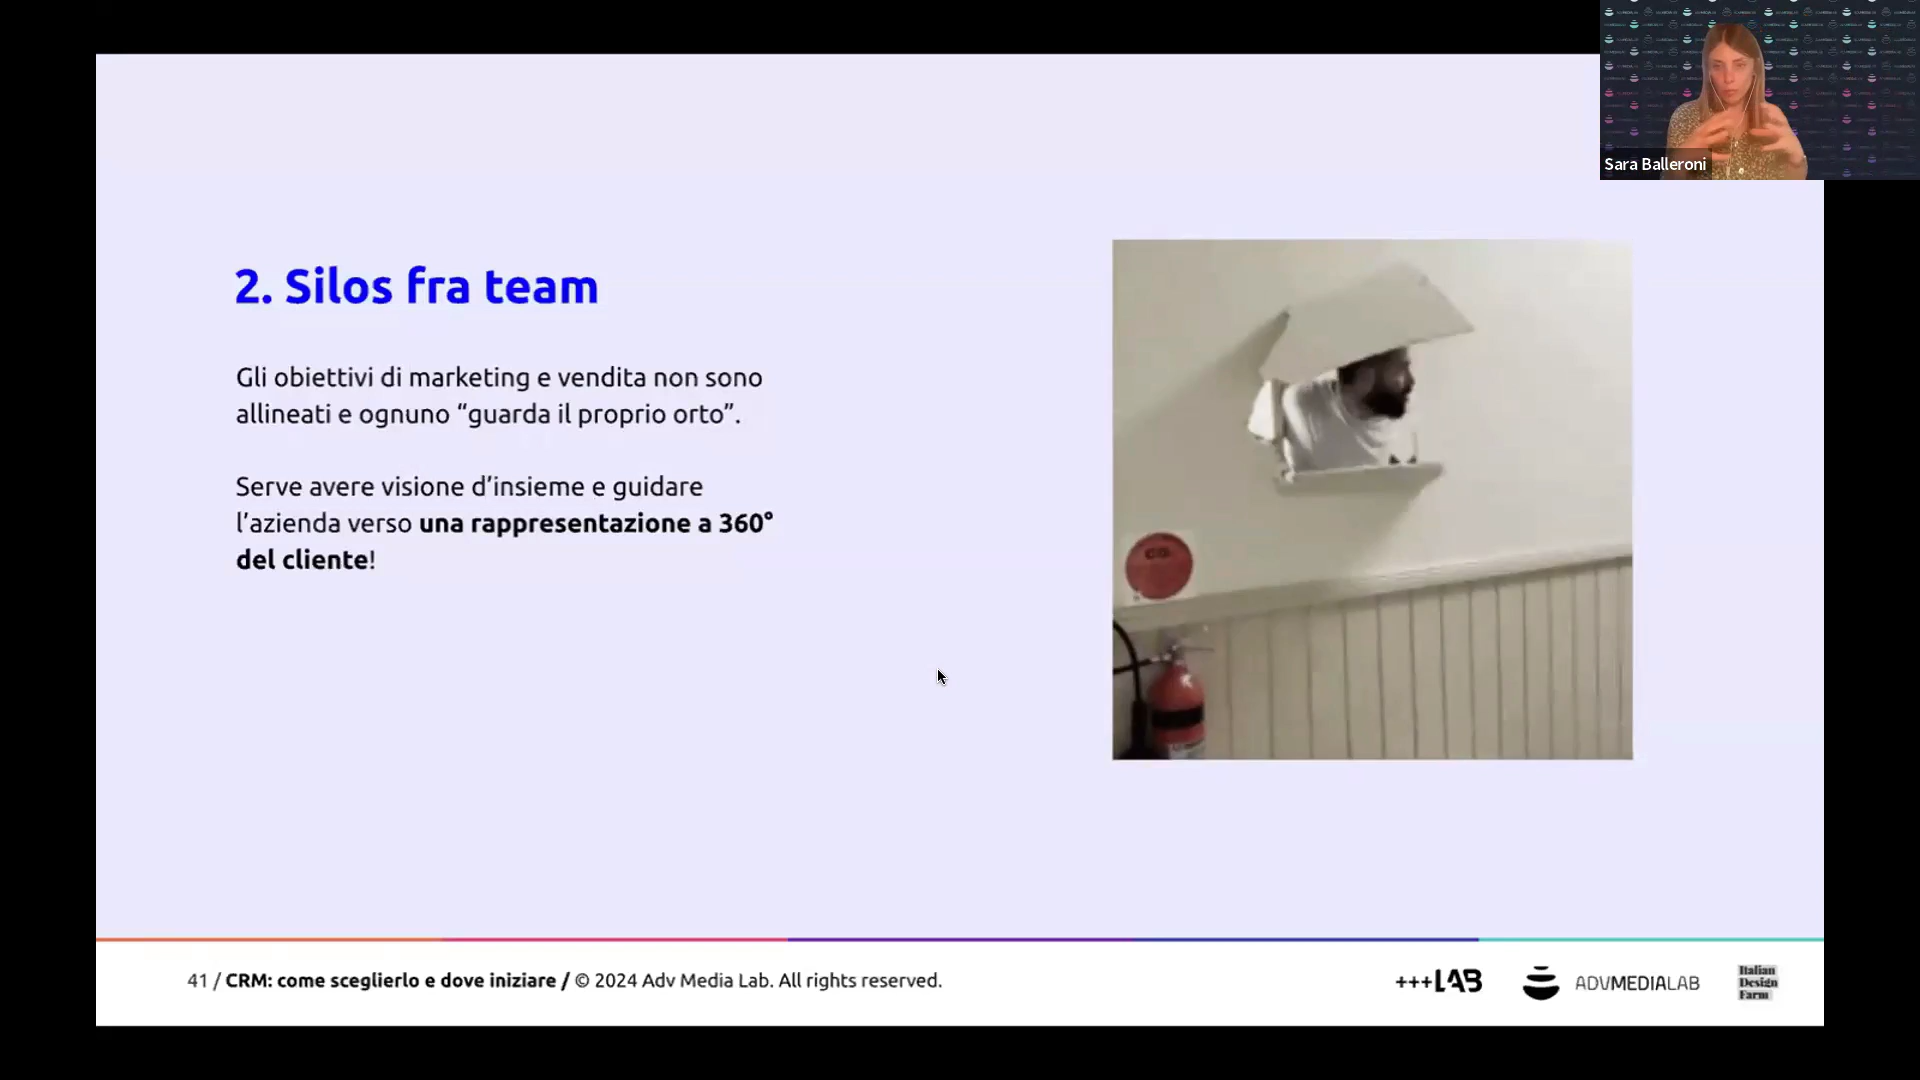 Sara Balleroni
2. Silos fra team
Gli obiettivi di marketing e vendita non sono
allineati e ognuno “guarda il proprio orto”.
Serve avere visione d’insieme e guidare
l’azienda verso una rappresentazione a 360°
del cliente!
41 / CRM: come sceglierlo e dove iniziare / © 2024 Adv Media Lab. All rights reserved.
+++LAB
ADVMEDIALAB
Italian
Design
Farm